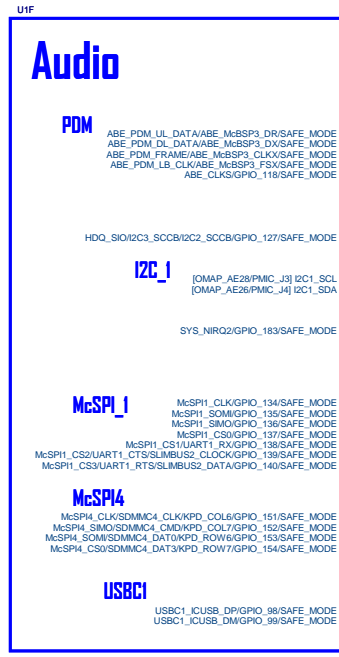 U1F
Audio
PDM
ABE_PDM_UL_DATA/ABE_McBSP3_DR/SAFE_MODE
ABE_PDM_DL_DATA/ABE_McBSP3_DX/SAFE_MODE
ABE_PDM_FRAME/ABE_McBSP3_CLKX/SAFE_MODE
ABE_PDM_LB_CLK/ABE_McBSP3_FSX/SAFE_MODE
ABE_CLKS/GPIO_118/SAFE_MODE
HDQ_SIO/I2C3_SCCB/I2C2_SCCB/GPIO_127/SAFE_MODE
I2C_1
[OMAP_AE28/PMIC_J3] I2C1_SCL
[OMAP_AE26/PMIC_J4] I2C1_SDA
SYS_NIRQ2/GPIO_183/SAFE_MODE
McSPI_1
McSPI1_CLK/GPIO_134/SAFE_MODE
McSPI1_SOMI/GPIO_135/SAFE_MODE
McSPI1_SIMO/GPIO_136/SAFE_MODE
McSPI1_CS0/GPIO_137/SAFE_MODE
McSPI1_CS1/UART1_RX/GPIO_138/SAFE_MODE
McSPI1_CS2/UART1_CTS/SLIMBUS2_CLOCK/GPIO_139/SAFE_MODE
McSPI1_CS3/UART1_RTS/SLIMBUS2_DATA/GPIO_140/SAFE_MODE
McSPI4
McSPI4_CLK/SDMMC4_CLK/KPD_COL6/GPIO_151/SAFE_MODE
McSPI4_SIMO/SDMMC4_CMD/KPD_COL7/GPIO_152/SAFE_MODE
McSPI4_SOMI/SDMMC4_DAT0/KPD_ROW6/GPIO_153/SAFE_MODE
McSPI4_CS0/SDMMC4_DAT3/KPD_ROW7/GPIO_154/SAFE_MODE
USBC1
USBC1_ICUSB_DP/GPIO_98/SAFE_MODE
USBC1_ICUSB_DM/GPIO_99/SAFE_MODE